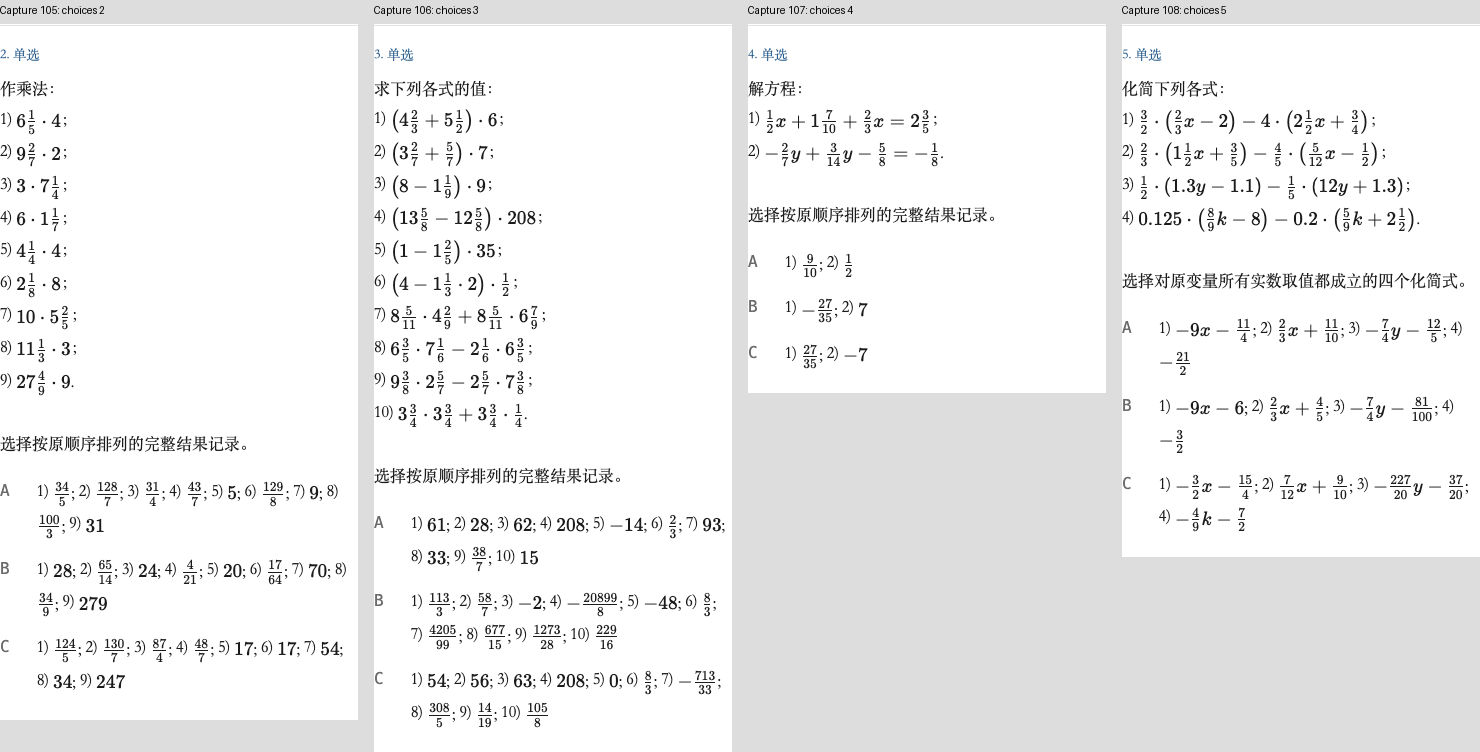 Capture 105: choices 2
2. 单选
作乘法：
1) 6 1/5 · 4；
2) 9 2/7 · 2；
3) 3 · 7 1/4；
4) 6 · 1 1/7；
5) 4 1/4 · 4；
6) 2 1/8 · 8；
7) 10 · 5 2/5；
8) 11 1/3 · 3；
9) 27 4/9 · 9.
选择按原顺序排列的完整结果记录。
A 1) 34/5; 2) 128/7; 3) 31/4; 4) 43/7; 5) 5; 6) 129/8; 7) 9; 8)
100/3; 9) 31
B 1) 28; 2) 65/14; 3) 24; 4) 4/21; 5) 20; 6) 17/64; 7) 70; 8)
34/9; 9) 279
C 1) 124/5; 2) 130/7; 3) 87/4; 4) 48/7; 5) 17; 6) 17; 7) 54;
8) 34; 9) 247
Capture 106: choices 3
3. 单选
求下列各式的值：
1) (4 2/3 + 5 1/2) · 6；
2) (3 2/7 + 5/7) · 7；
3) (8 − 1 1/9) · 9；
4) (13 5/8 − 12 5/8) · 208；
5) (1 − 1 2/5) · 35；
6) (4 − 1 1/3 · 2) · 1/2；
7) 8 5/11 · 4 2/9 + 8 5/11 · 6 7/9；
8) 6 3/5 · 7 1/6 − 2 1/6 · 6 3/5；
9) 9 3/8 · 2 5/7 − 2 5/7 · 7 3/8；
10) 3 3/4 · 3 3/4 + 3 3/4 · 1/4.
选择按原顺序排列的完整结果记录。
A 1) 61; 2) 28; 3) 62; 4) 208; 5) −14; 6) 2/3; 7) 93;
8) 33; 9) 38/7; 10) 15
B 1) 113/3; 2) 58/7; 3) −2; 4) −20899/8; 5) −48; 6) 8/3;
7) 4205/99; 8) 677/15; 9) 1273/28; 10) 229/16
C 1) 54; 2) 56; 3) 63; 4) 208; 5) 0; 6) 8/3; 7) −713/33;
8) 308/5; 9) 14/19; 10) 105/8
Capture 107: choices 4
4. 单选
解方程：
1) 1/2 x + 1 7/10 + 2/3 x = 2 3/5；
2) −2/7 y + 3/14 y − 5/8 = −1/8.
选择按原顺序排列的完整结果记录。
A 1) 9/10; 2) 1/2
B 1) −27/35; 2) 7
C 1) 27/35; 2) −7
Capture 108: choices 5
5. 单选
化简下列各式：
1) 3/2 · (2/3 x − 2) − 4 · (2 1/2 x + 3/4)；
2) 2/3 · (1 1/2 x + 3/5) − 4/5 · (5/12 x − 1/2)；
3) 1/2 · (1.3y − 1.1) − 1/5 · (12y + 1.3)；
4) 0.125 · (8/9 k − 8) − 0.2 · (5/9 k + 2 1/2).
选择对原变量所有实数取值都成立的四个化简式。
A 1) −9x − 11/4; 2) 2/3 x + 11/10; 3) −7/4 y − 12/5; 4)
−21/2
B 1) −9x − 6; 2) 2/3 x + 4/5; 3) −7/4 y − 81/100; 4)
−3/2
C 1) −3/2 x − 15/4; 2) 7/12 x + 9/10; 3) −227/20 y − 37/20;
4) −4/9 k − 7/2